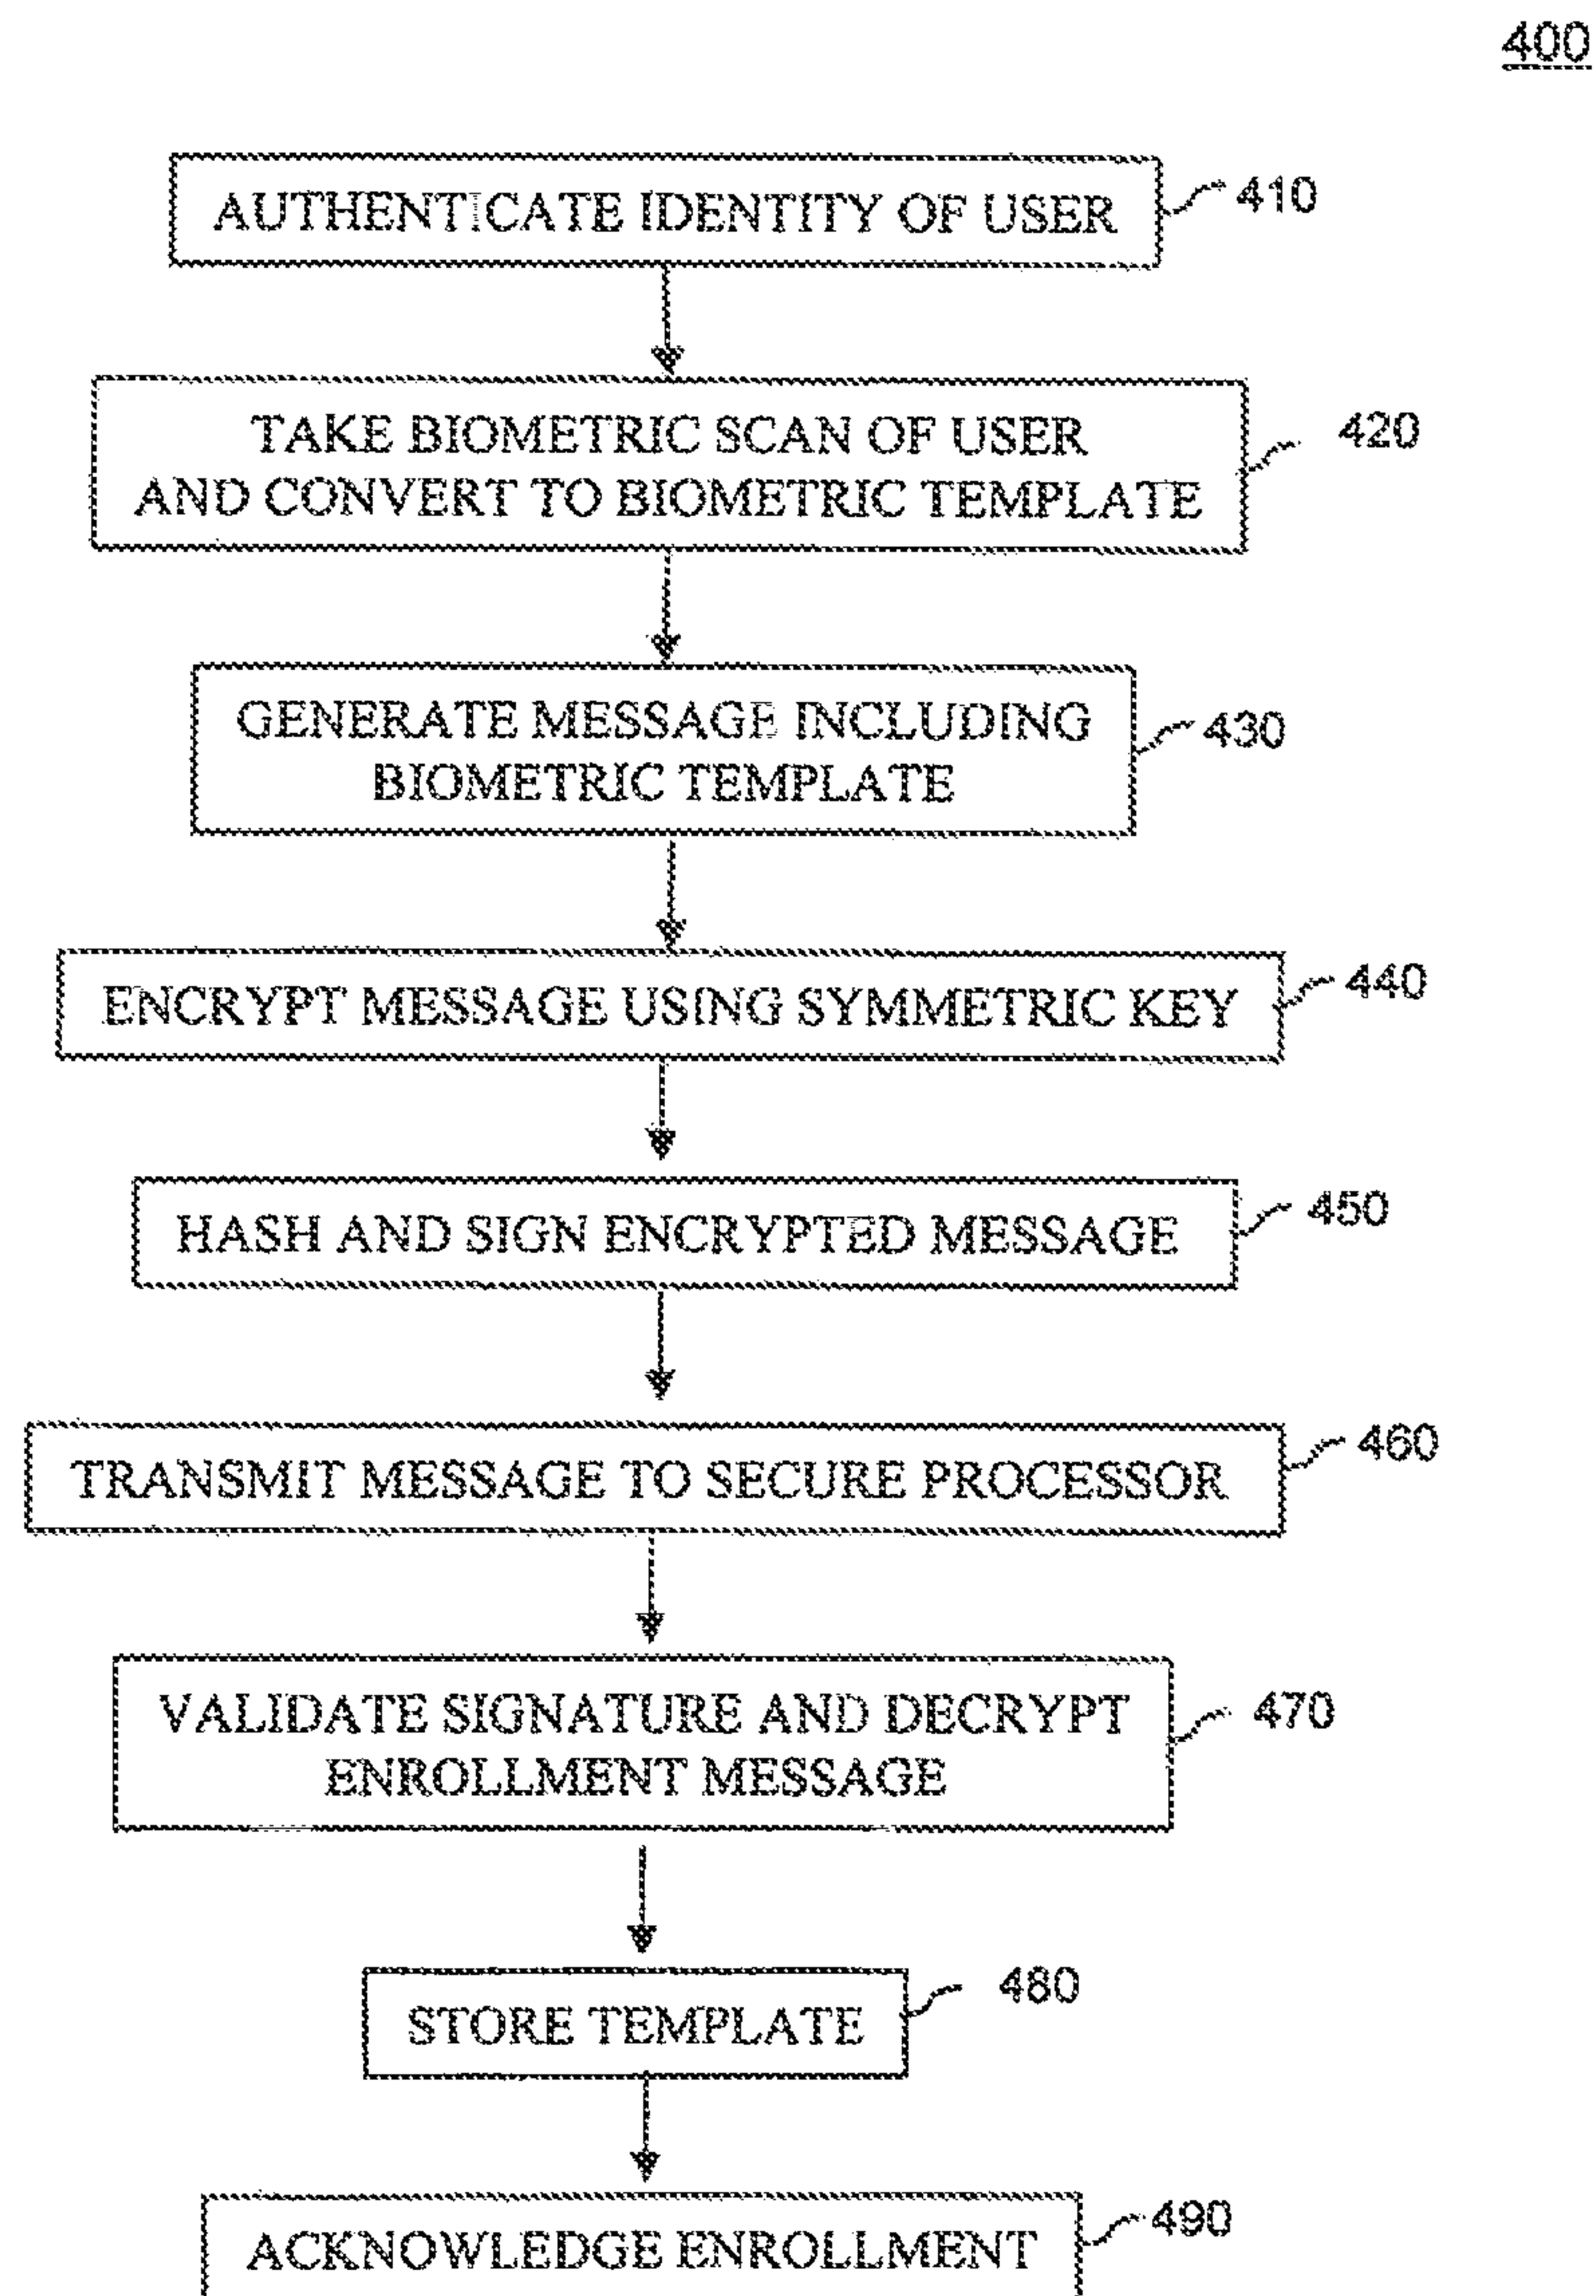 400
AUTHENTICATE IDENTITY OF USER
410
TAKE BIOMETRIC SCAN OF USER
AND CONVERT TO BIOMETRIC TEMPLATE
420
GENERATE MESSAGE INCLUDING
BIOMETRIC TEMPLATE
430
ENCRYPT MESSAGE USING SYMMETRIC KEY
440
HASH AND SIGN ENCRYPTED MESSAGE
450
TRANSMIT MESSAGE TO SECURE PROCESSOR
460
VALIDATE SIGNATURE AND DECRYPT
ENROLLMENT MESSAGE
470
STORE TEMPLATE
480
ACKNOWLEDGE ENROLLMENT
490